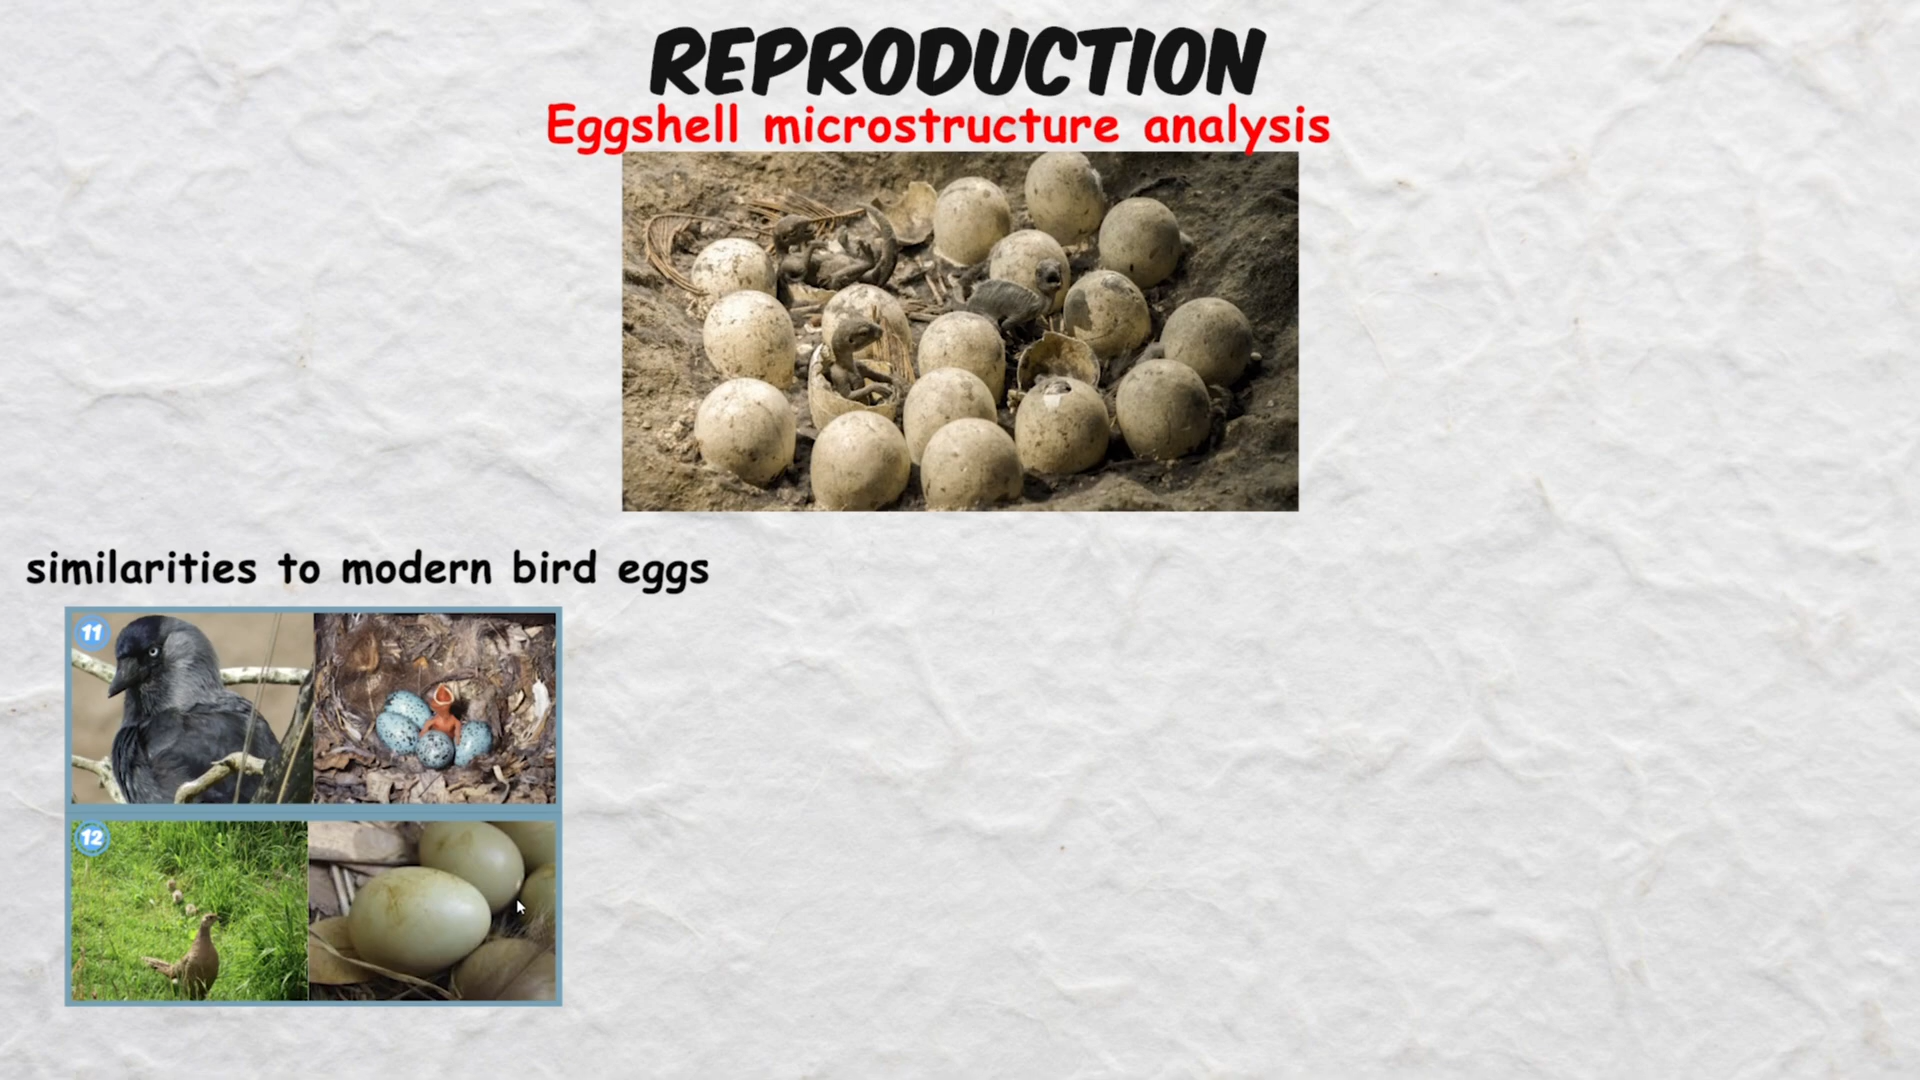 REPRODUCTION
Eggshell microstructure analysis
similarities to modern bird eggs
11
12